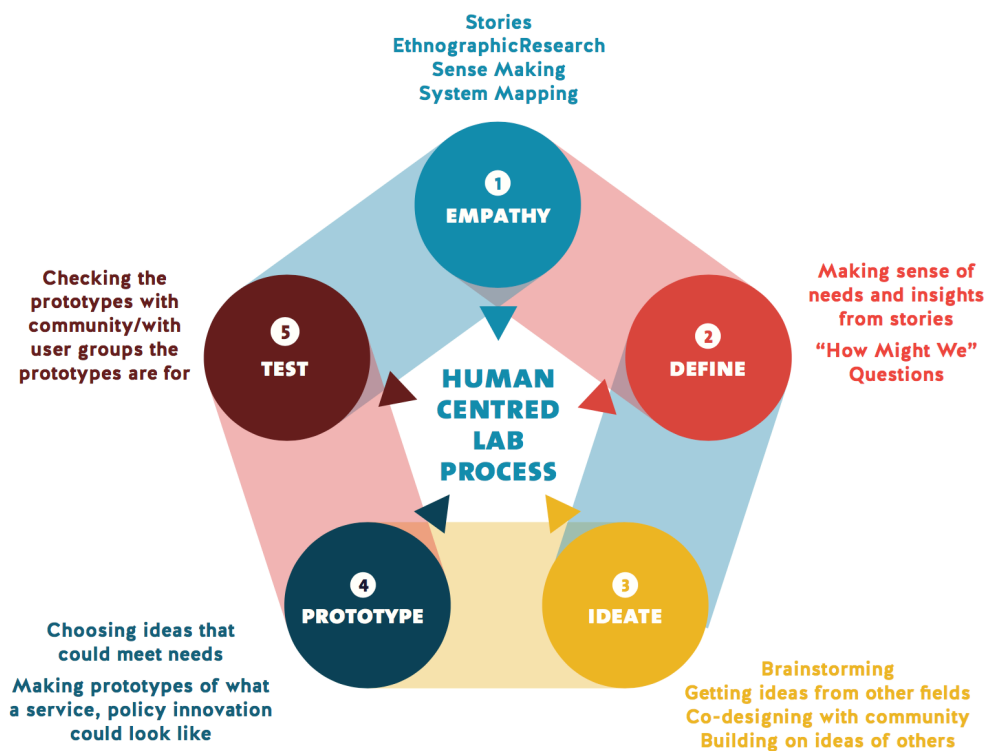 Stories
EthnographicResearch
Sense Making
System Mapping
1
EMPATHY
Making sense of
needs and insights
from stories
“How Might We”
Questions
2
DEFINE
Checking the
prototypes with
community/with
user groups the
prototypes are for
5
TEST
HUMAN
CENTRED
LAB
PROCESS
4
PROTOTYPE
3
IDEATE
Choosing ideas that
could meet needs
Making prototypes of what
a service, policy innovation
could look like
Brainstorming
Getting ideas from other fields
Co-designing with community
Building on ideas of others